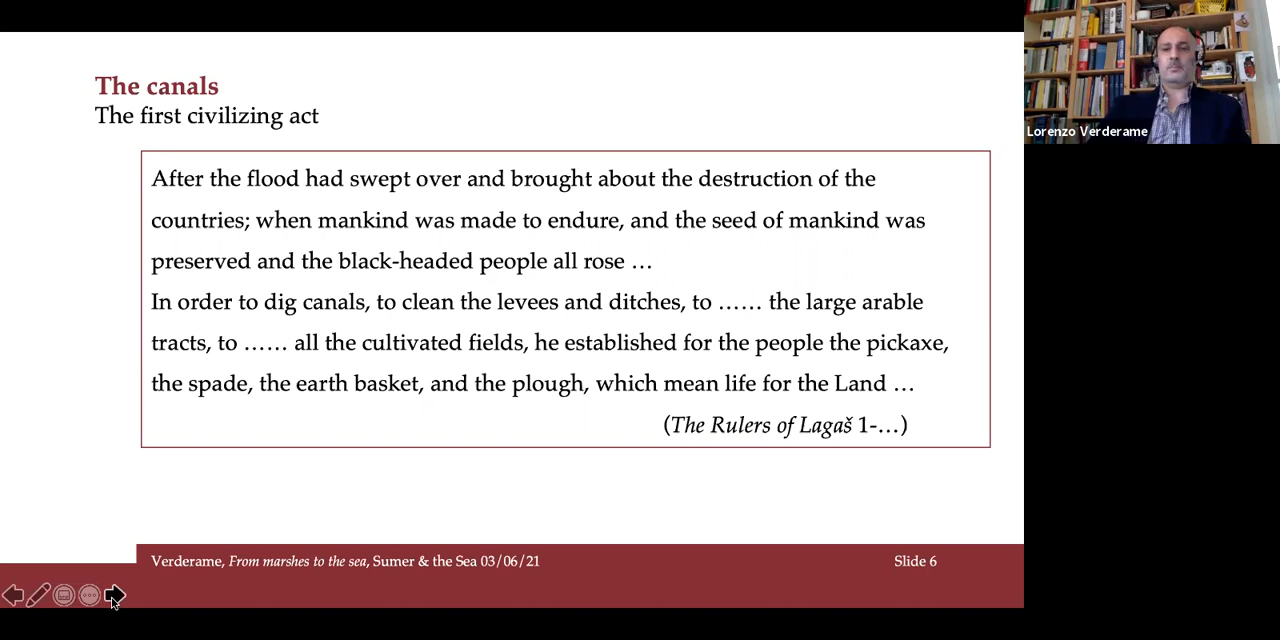 The canals
The first civilizing act
After the flood had swept over and brought about the destruction of the
countries; when mankind was made to endure, and the seed of mankind was
preserved and the black-headed people all rose …
In order to dig canals, to clean the levees and ditches, to …… the large arable
tracts, to …… all the cultivated fields, he established for the people the pickaxe,
the spade, the earth basket, and the plough, which mean life for the Land …
(The Rulers of Lagaš 1-…)
Verderame, From marshes to the sea, Sumer & the Sea 03/06/21
Slide 6
Lorenzo Verderame